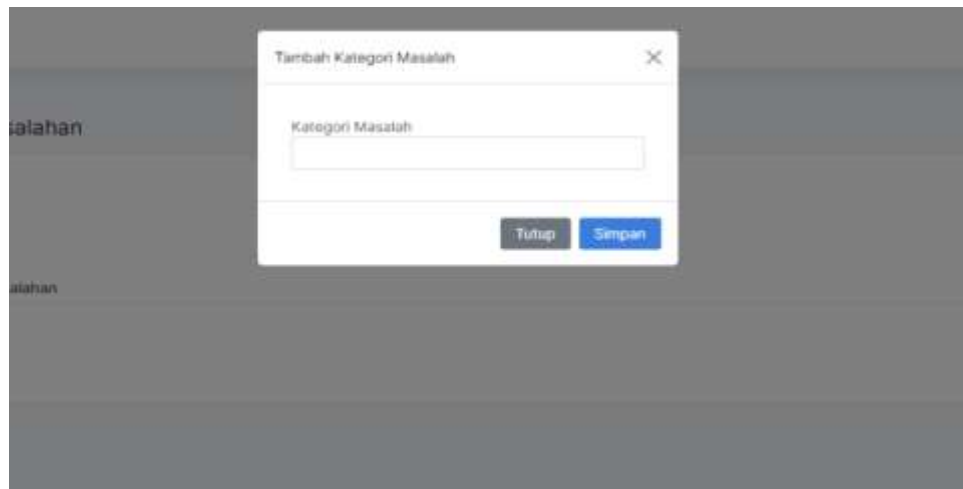 Tambah Kategori Masalah
salahan
Kategori Masalah
Tutup Simpan
alahan